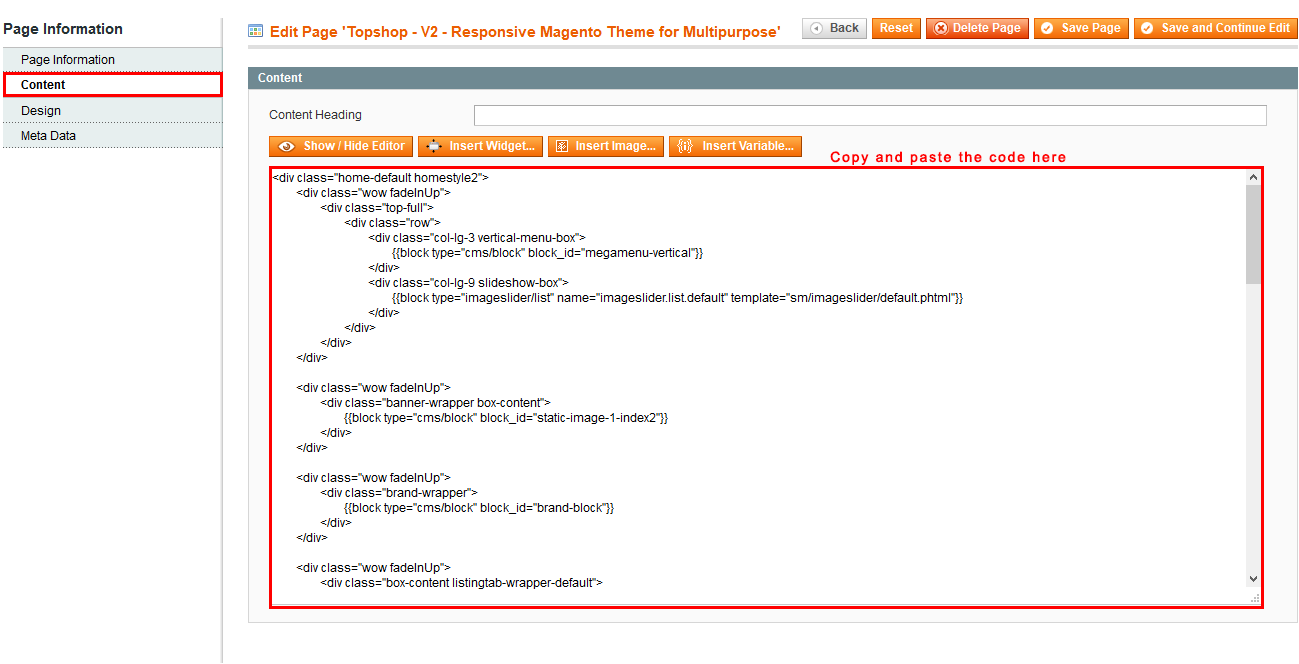 Page Information
Page Information
Content
Design
Meta Data
Edit Page 'Topshop - V2 - Responsive Magento Theme for Multipurpose'
Back
Reset
Delete Page
Save Page
Save and Continue Edit
Content
Content Heading
Show / Hide Editor
Insert Widget...
Insert Image...
Insert Variable...
Copy and paste the code here
<div class="home-default homestyle2">
<div class="wow fadeInUp">
<div class="top-full">
<div class="row">
<div class="col-lg-3 vertical-menu-box">
{{block type="cms/block" block_id="megamenu-vertical"}}
</div>
<div class="col-lg-9 slideshow-box">
{{block type="imageslider/list" name="imageslider.list.default" template="sm/imageslider/default.phtml"}}
</div>
</div>
</div>
</div>
<div class="wow fadeInUp">
<div class="banner-wrapper box-content">
{{block type="cms/block" block_id="static-image-1-index2"}}
</div>
</div>
<div class="wow fadeInUp">
<div class="brand-wrapper">
{{block type="cms/block" block_id="brand-block"}}
</div>
</div>
<div class="wow fadeInUp">
<div class="box-content listingtab-wrapper-default">